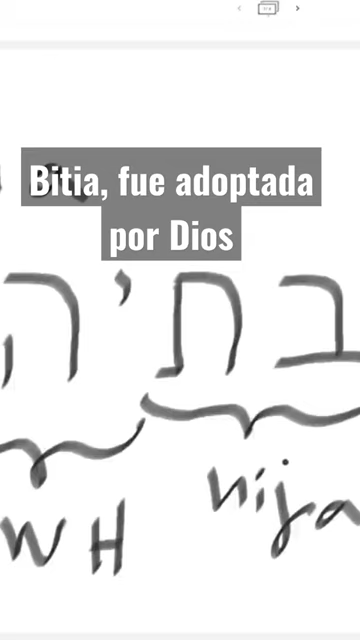 Bitia, fue adoptada
por Dios
בתיה
hija
WH